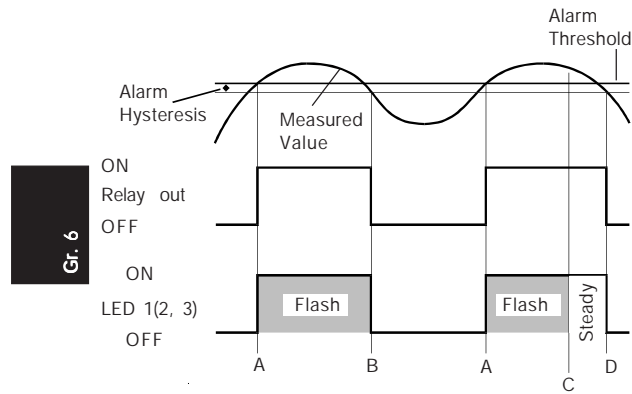 Alarm
Threshold
Alarm
Hysteresis
Measured
Value
ON
Relay out
OFF
Gr. 6
ON
LED 1(2, 3)
OFF
Flash
Flash
Steady
A
B
A
C
D